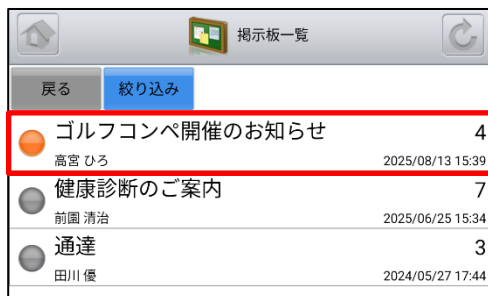 掲示板一覧
戻る 絞り込み
ゴルフコンペ開催のお知らせ 4
高宮 ひろ 2025/08/13 15:39
健康診断のご案内 7
前園 清治 2025/06/25 15:34
通達 3
田川 優 2024/05/27 17:44